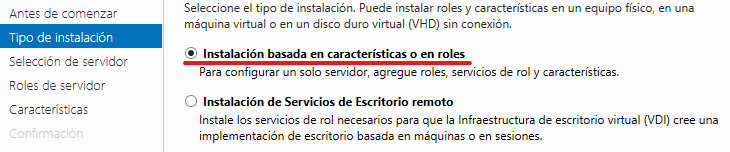 Antes de comenzar
Tipo de instalación
Selección de servidor
Roles de servidor
Características
Confirmación
Seleccione el tipo de instalación. Puede instalar roles y características en un equipo físico, en una
máquina virtual o en un disco duro virtual (VHD) sin conexión.
Instalación basada en características o en roles
Para configurar un solo servidor, agregue roles, servicios de rol y características.
Instalación de Servicios de Escritorio remoto
Instale los servicios de rol necesarios para que la Infraestructura de escritorio virtual (VDI) cree una
implementación de escritorio basada en máquinas o en sesiones.